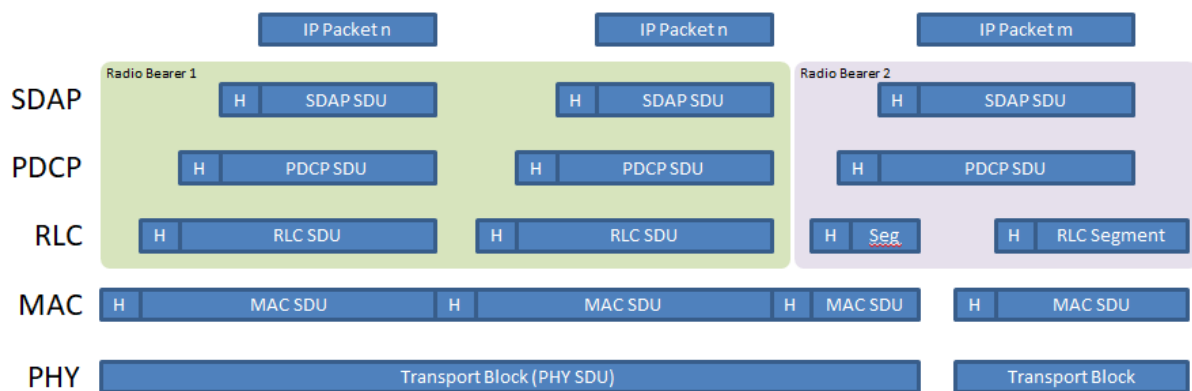 IP Packet n
IP Packet n
IP Packet m
Radio Bearer 1
Radio Bearer 2
SDAP
H
SDAP SDU
H
SDAP SDU
H
SDAP SDU
PDCP
H
PDCP SDU
H
PDCP SDU
H
PDCP SDU
RLC
H
RLC SDU
H
RLC SDU
H
Seg
H
RLC Segment
MAC
H
MAC SDU
H
MAC SDU
H
MAC SDU
H
MAC SDU
PHY
Transport Block (PHY SDU)
Transport Block